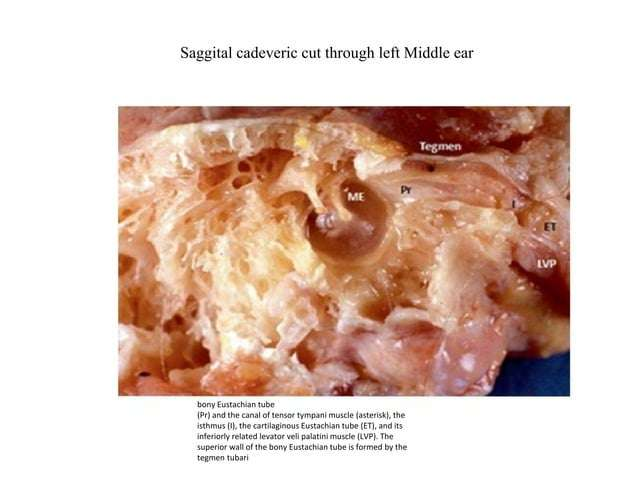 Saggital cadeveric cut through left Middle ear
Tegmen
ME
Pr
*
I
ET
LVP
bony Eustachian tube
(Pr) and the canal of tensor tympani muscle (asterisk), the
isthmus (I), the cartilaginous Eustachian tube (ET), and its
inferiorly related levator veli palatini muscle (LVP). The
superior wall of the bony Eustachian tube is formed by the
tegmen tubari